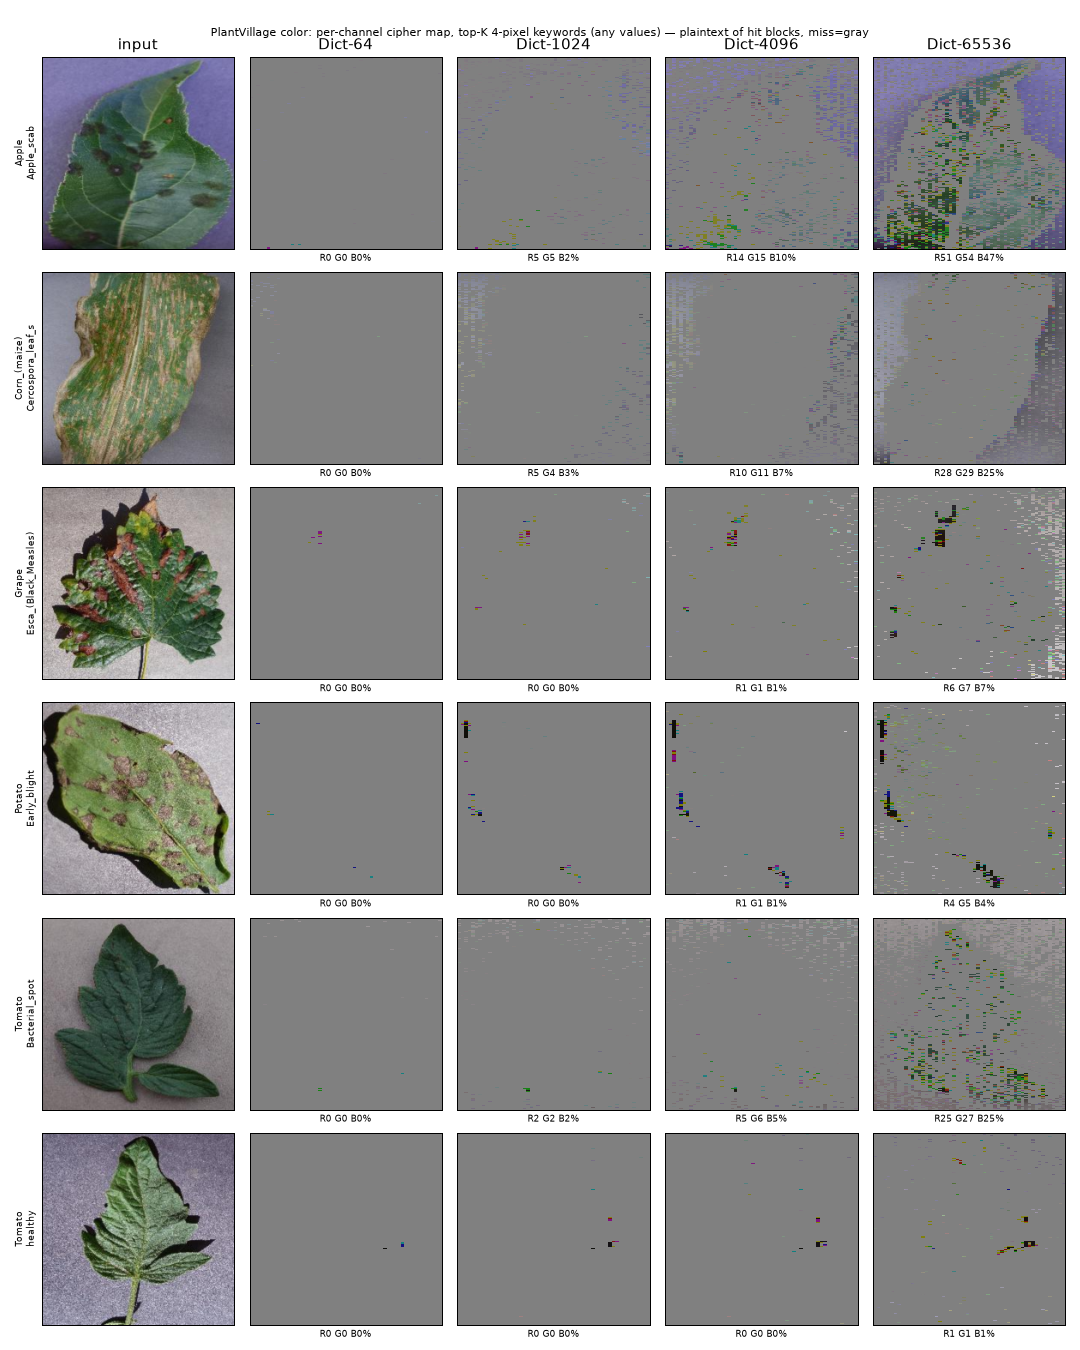 PlantVillage color: per-channel cipher map, top-K 4-pixel keywords (any values) — plaintext of hit blocks, miss=gray
input Dict-64 Dict-1024 Dict-4096 Dict-65536
Apple
Apple_scab
R0 G0 B0% R5 G5 B2% R14 G15 B10% R51 G54 B47%
Corn_(maize)
Cercospora_leaf_s
R0 G0 B0% R5 G4 B3% R10 G11 B7% R28 G29 B25%
Grape
Esca_(Black_Measles)
R0 G0 B0% R0 G0 B0% R1 G1 B1% R6 G7 B7%
Potato
Early_blight
R0 G0 B0% R0 G0 B0% R1 G1 B1% R4 G5 B4%
Tomato
Bacterial_spot
R0 G0 B0% R2 G2 B2% R5 G6 B5% R25 G27 B25%
Tomato
healthy
R0 G0 B0% R0 G0 B0% R0 G0 B0% R1 G1 B1%